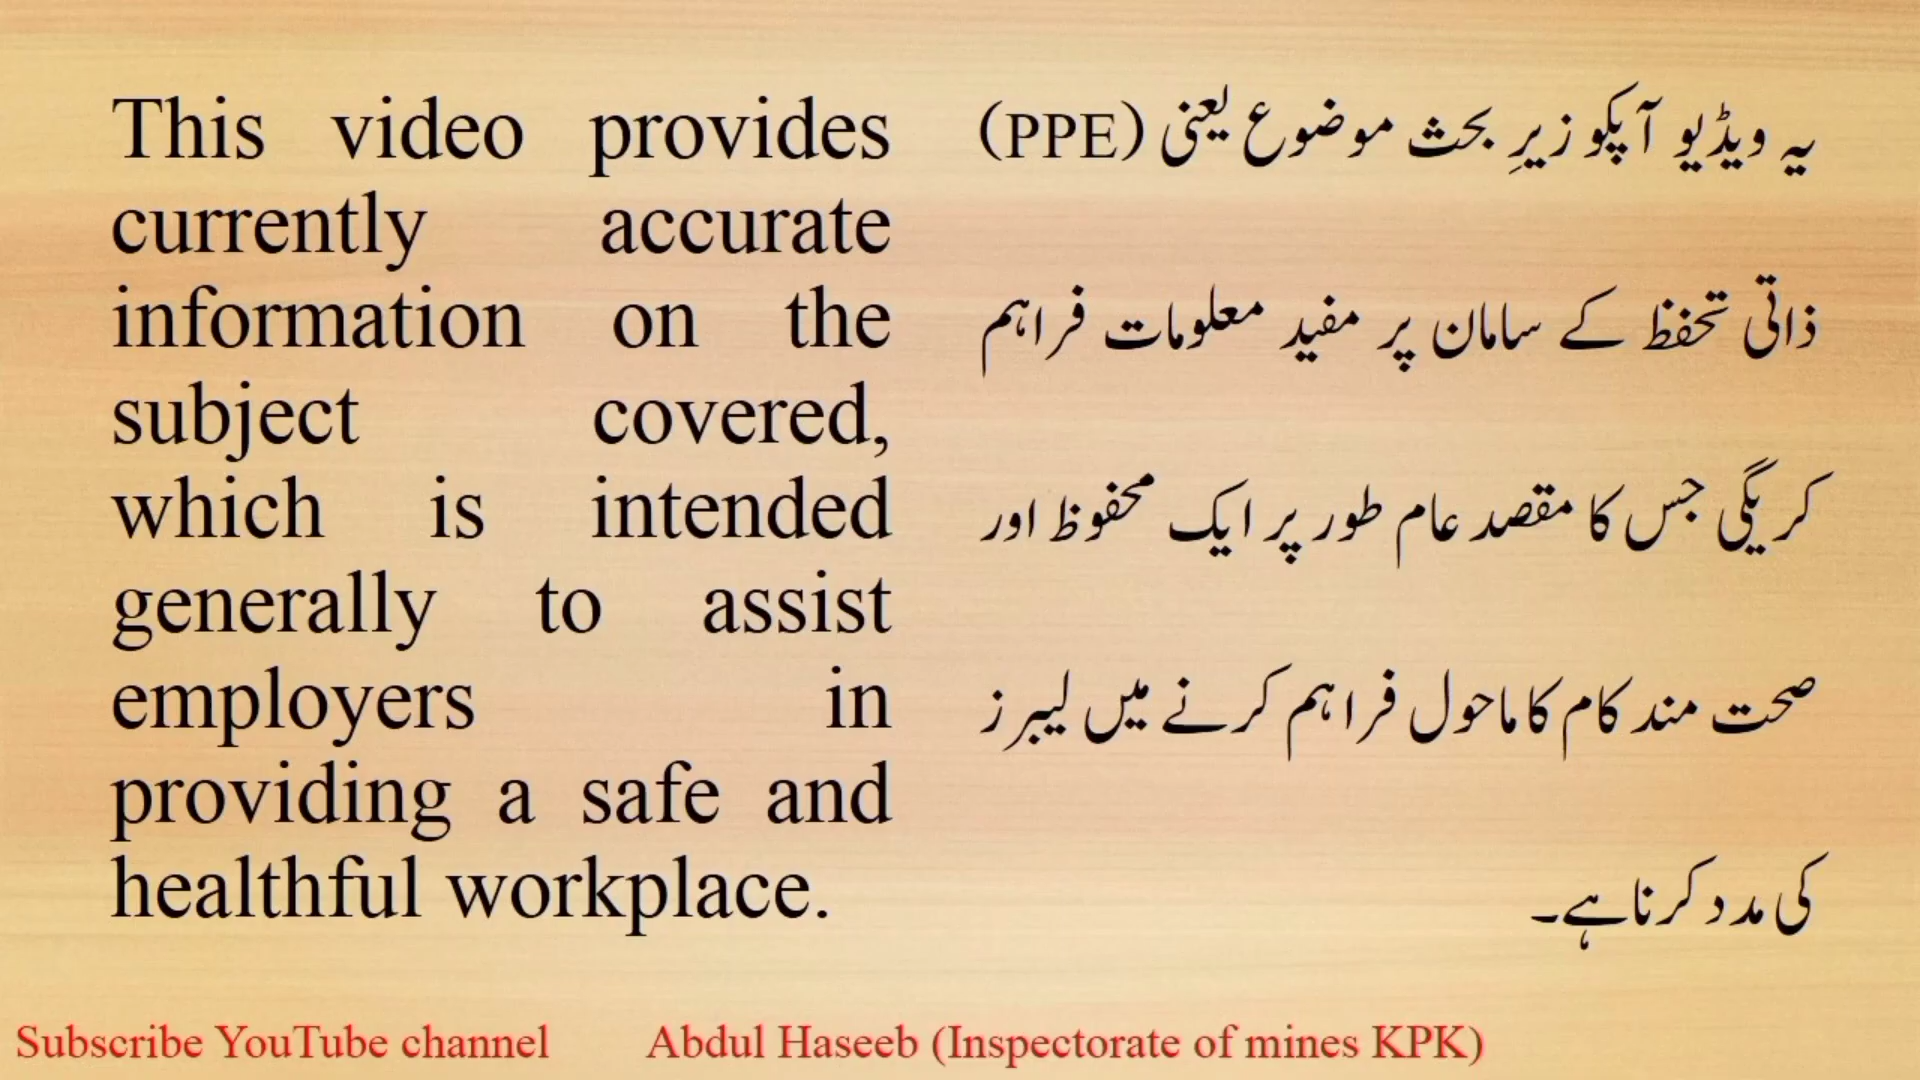 This video provides
currently accurate
information on the
subject covered,
which is intended
generally to assist
employers in
providing a safe and
healthful workplace.
یہ ویڈیو آپکو زیرِ بحث موضوع یعنی (PPE)
ذاتی تحفظ کے سامان پر مفید معلومات فراہم
کریگی جس کا مقصد عام طور پر ایک محفوظ اور
صحت مند کام کا ماحول فراہم کرنے میں لیبرز
کی مدد کرنا ہے۔
Subscribe YouTube channel Abdul Haseeb (Inspectorate of mines KPK)